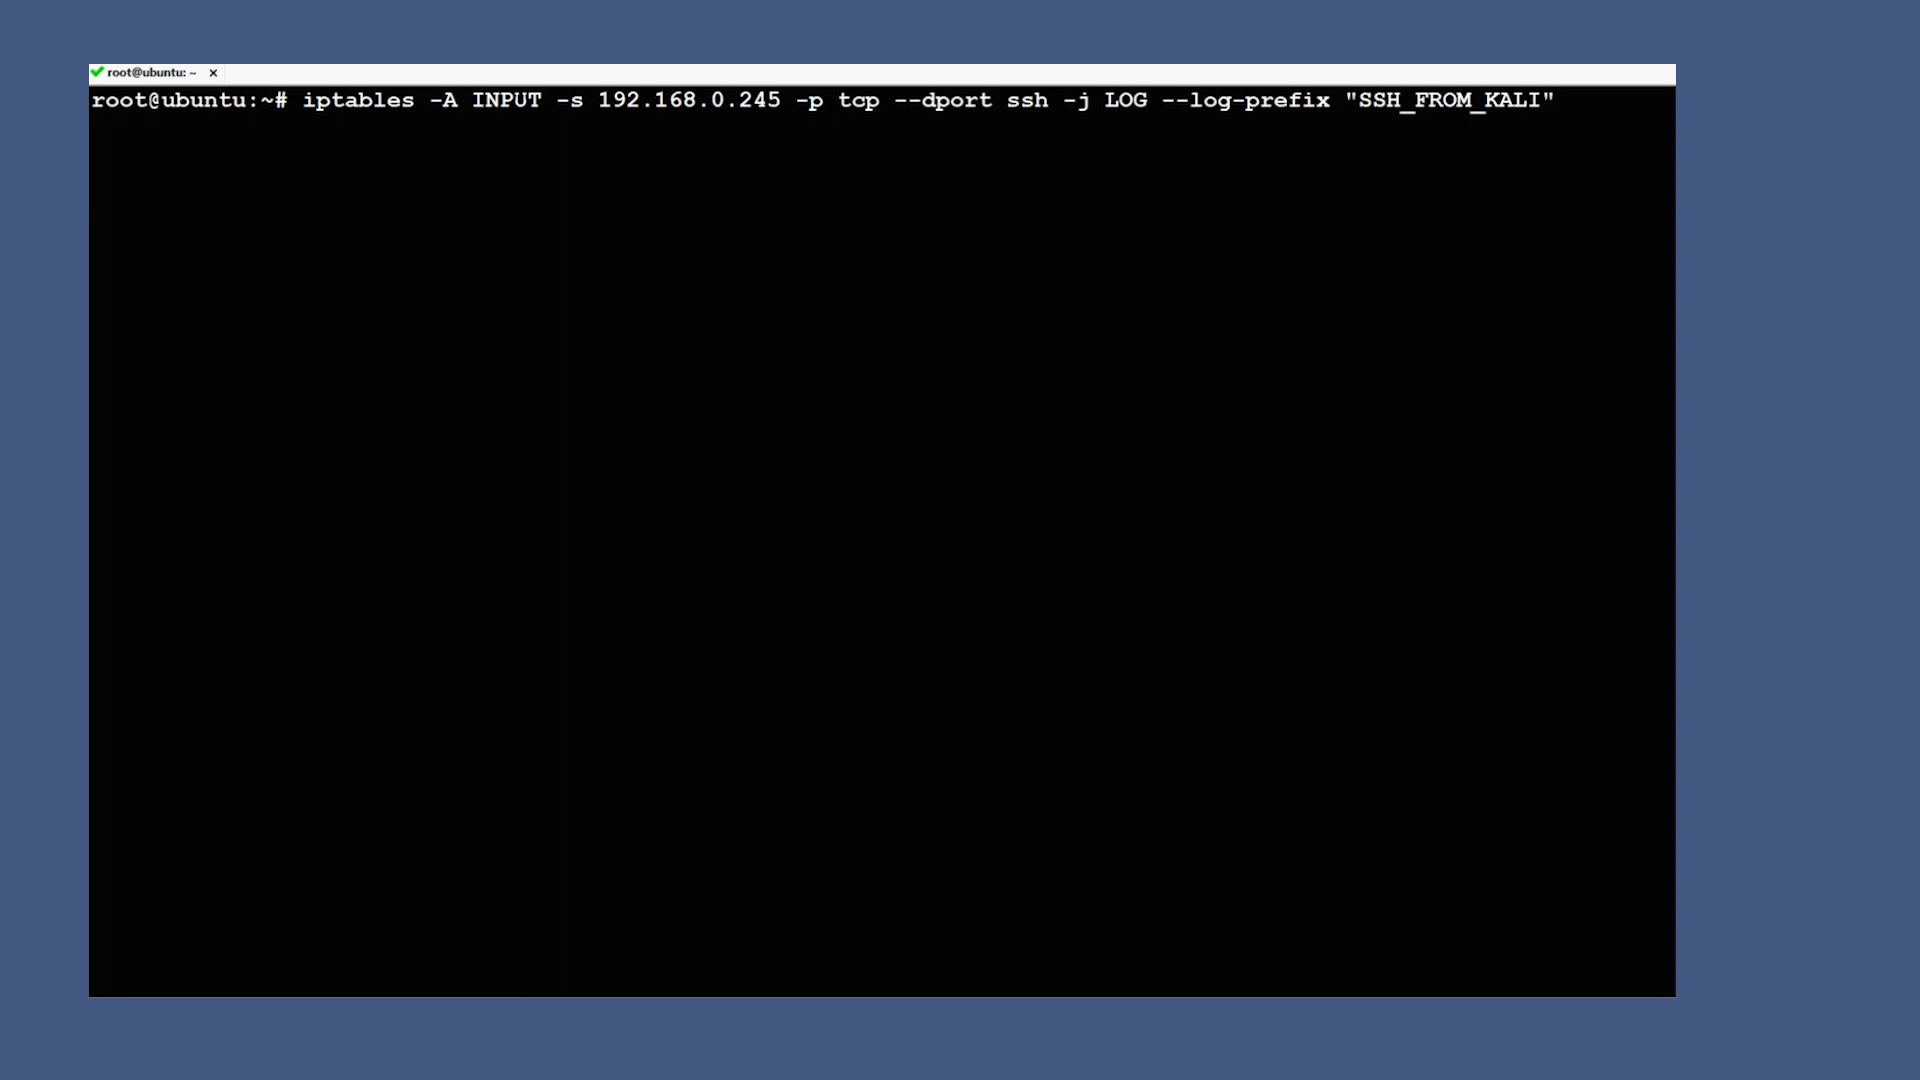 root@ubuntu: ~
root@ubuntu:~# iptables -A INPUT -s 192.168.0.245 -p tcp --dport ssh -j LOG --log-prefix "SSH_FROM_KALI"